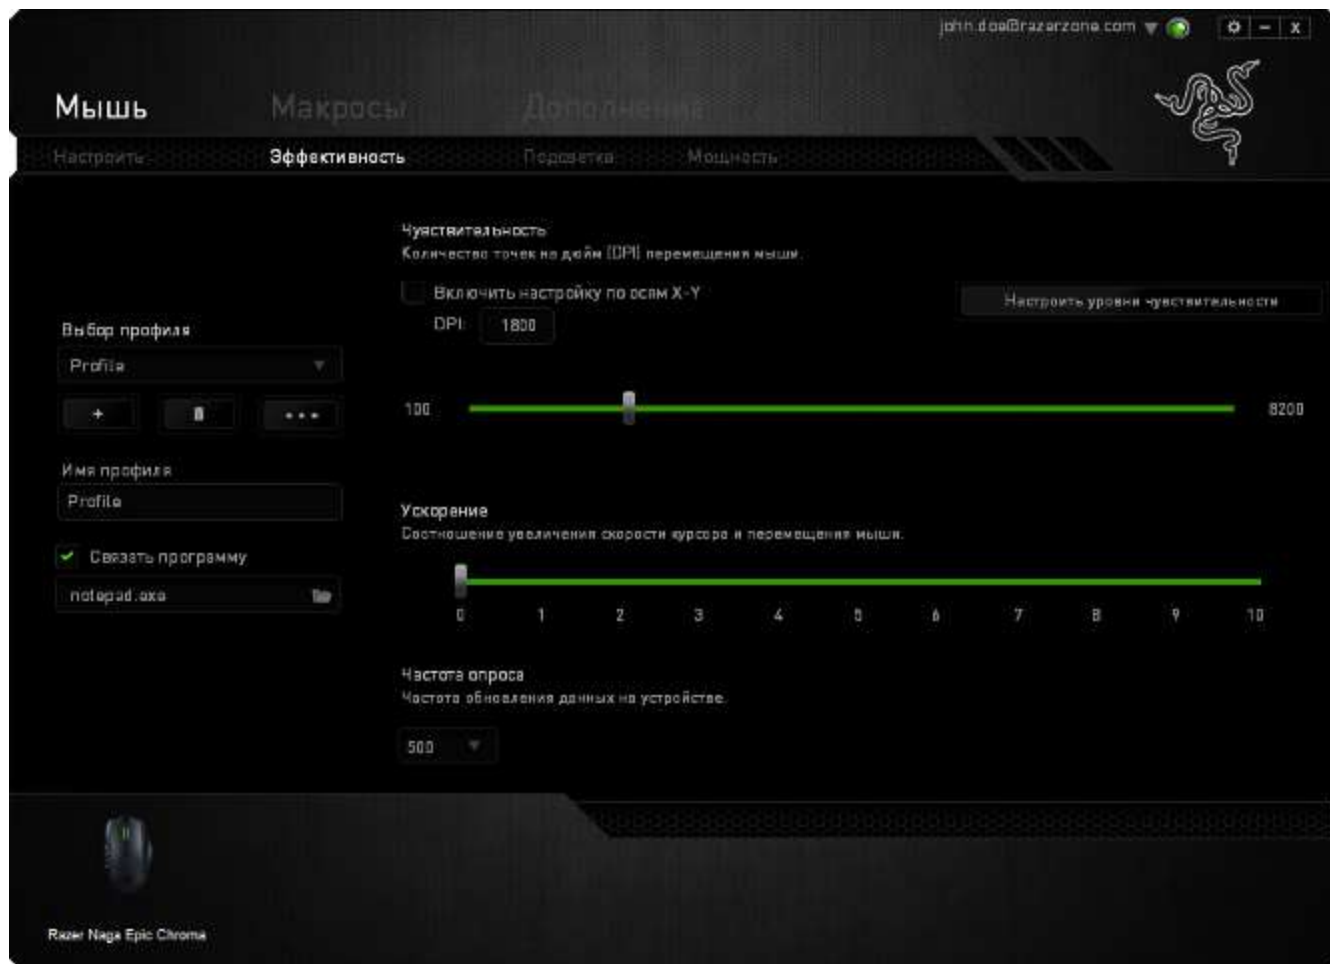 john.doe@razerzone.com
Мышь Макросы Дополнение
Настроить Эффективность Подсветка Мощность
Чувствительность
Количество точек на дюйм (DPI) перемещения мыши.
Включить настройку по осям X-Y
Настроить уровни чувствительности
DPI: 1800
Выбор профиля
Profile
100 8200
Имя профиля
Profile
Ускорение
Соотношение увеличения скорости курсора и перемещения мыши.
Связать программу
notepad.exe
0 1 2 3 4 5 6 7 8 9 10
Частота опроса
Частота обновления данных на устройстве.
500
Razer Naga Epic Chroma